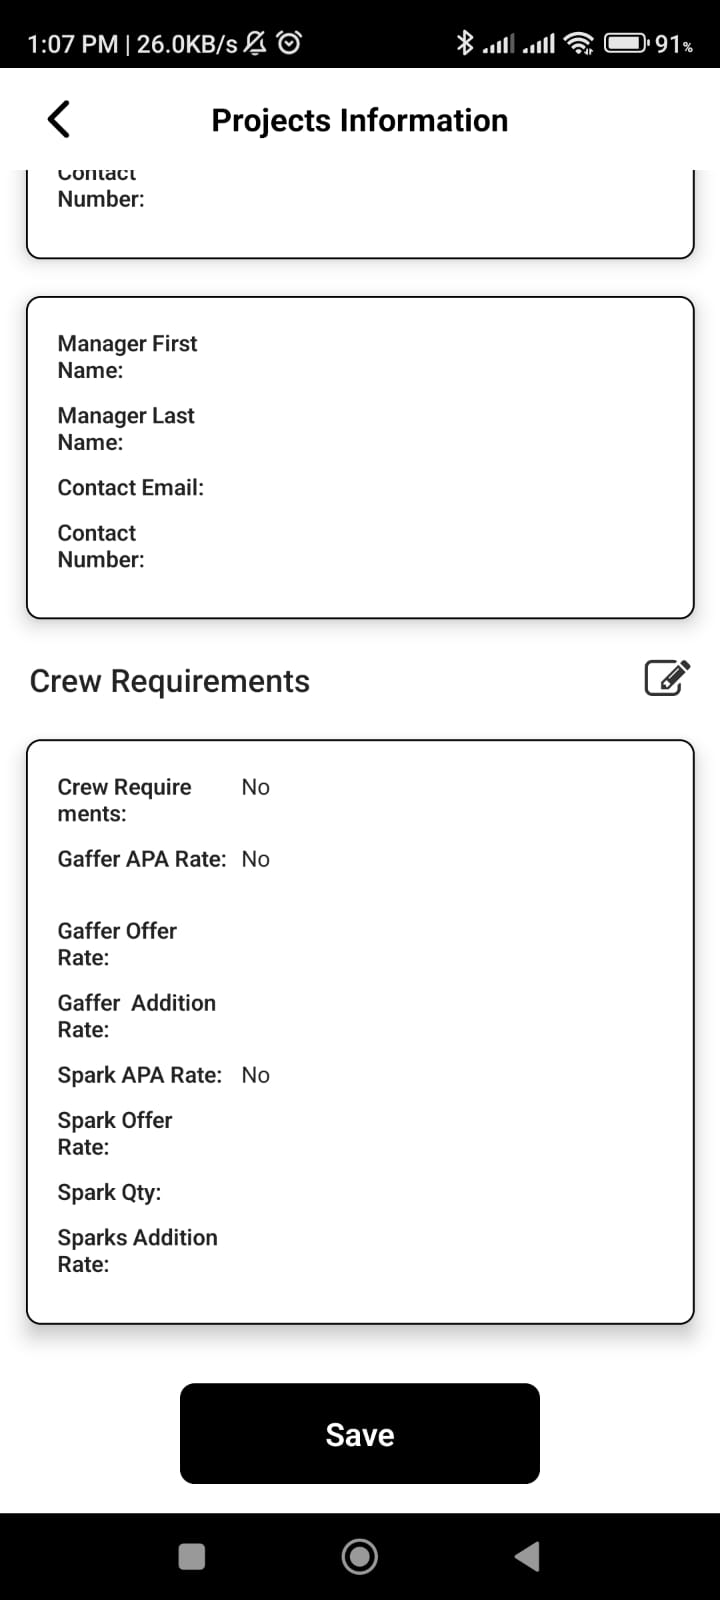 1:07 PM | 26.0KB/s 91%
Projects Information
Contact
Number:
Manager First
Name:
Manager Last
Name:
Contact Email:
Contact
Number:
Crew Requirements
Crew Require No
ments:
Gaffer APA Rate: No
Gaffer Offer
Rate:
Gaffer Addition
Rate:
Spark APA Rate: No
Spark Offer
Rate:
Spark Qty:
Sparks Addition
Rate:
Save